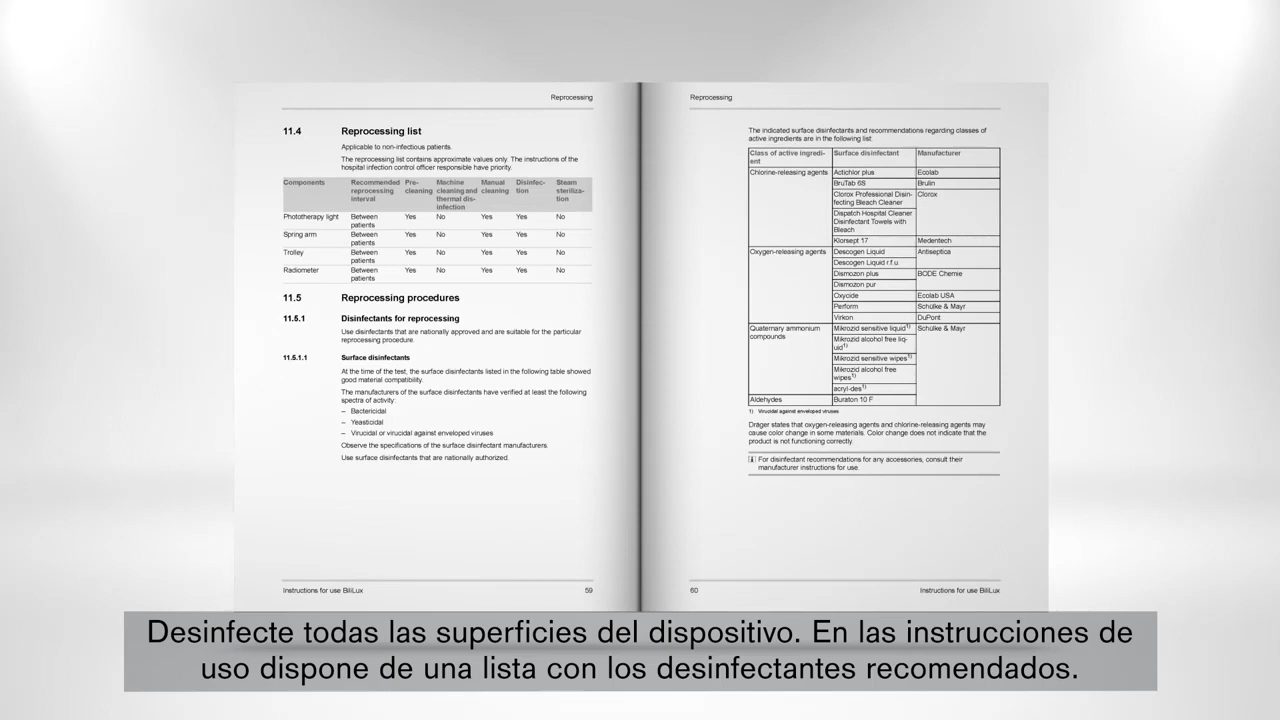 Reprocessing
11.4 Reprocessing list
Applicable to non-infectious patients.
The reprocessing list contains approximate values only. The instructions of the
hospital infection control officer responsible have priority.
Components Recommended reprocessing interval Pre-cleaning Machine cleaning and thermal dis-infection Manual cleaning Disinfec-tion Steam steriliza-tion
Phototherapy light Between patients Yes No Yes Yes No
Spring arm Between patients Yes No Yes Yes No
Trolley Between patients Yes No Yes Yes No
Radiometer Between patients Yes No Yes Yes No
11.5 Reprocessing procedures
11.5.1 Disinfectants for reprocessing
Use disinfectants that are nationally approved and are suitable for the particular
reprocessing procedure.
11.5.1.1 Surface disinfectants
At the time of the test, the surface disinfectants listed in the following table showed
good material compatibility.
The manufacturers of the surface disinfectants have verified at least the following
spectra of activity:
– Bactericidal
– Yeasticidal
– Virucidal or virucidal against enveloped viruses
Observe the specifications of the surface disinfectant manufacturers.
Use surface disinfectants that are nationally authorized.
Instructions for use BiliLux 59
Reprocessing
The indicated surface disinfectants and recommendations regarding classes of
active ingredients are in the following list:
Class of active ingredi-ent Surface disinfectant Manufacturer
Chlorine-releasing agents Actichlor plus Ecolab
BruTab 6S Brulin
Clorox Professional Disin- Clorox
fecting Bleach Cleaner
Dispatch Hospital Cleaner
Disinfectant Towels with
Bleach
Klorsept 17 Medentech
Oxygen-releasing agents Descogen Liquid Antiseptica
Descogen Liquid r.f.u.
Dismozon plus BODE Chemie
Dismozon pur
Oxycide Ecolab USA
Perform Schülke & Mayr
Virkon DuPont
Quaternary ammonium compounds Mikrozid sensitive liquid1) Schülke & Mayr
Mikrozid alcohol free liq-
uid1)
Mikrozid sensitive wipes1)
Mikrozid alcohol free
wipes1)
acryl-des1)
Aldehydes Buraton 10 F
1) Virucidal against enveloped viruses
Dräger states that oxygen-releasing agents and chlorine-releasing agents may
cause color change in some materials. Color change does not indicate that the
product is not functioning correctly.
For disinfectant recommendations for any accessories, consult their
manufacturer instructions for use.
60 Instructions for use BiliLux
Desinfecte todas las superficies del dispositivo. En las instrucciones de
uso dispone de una lista con los desinfectantes recomendados.